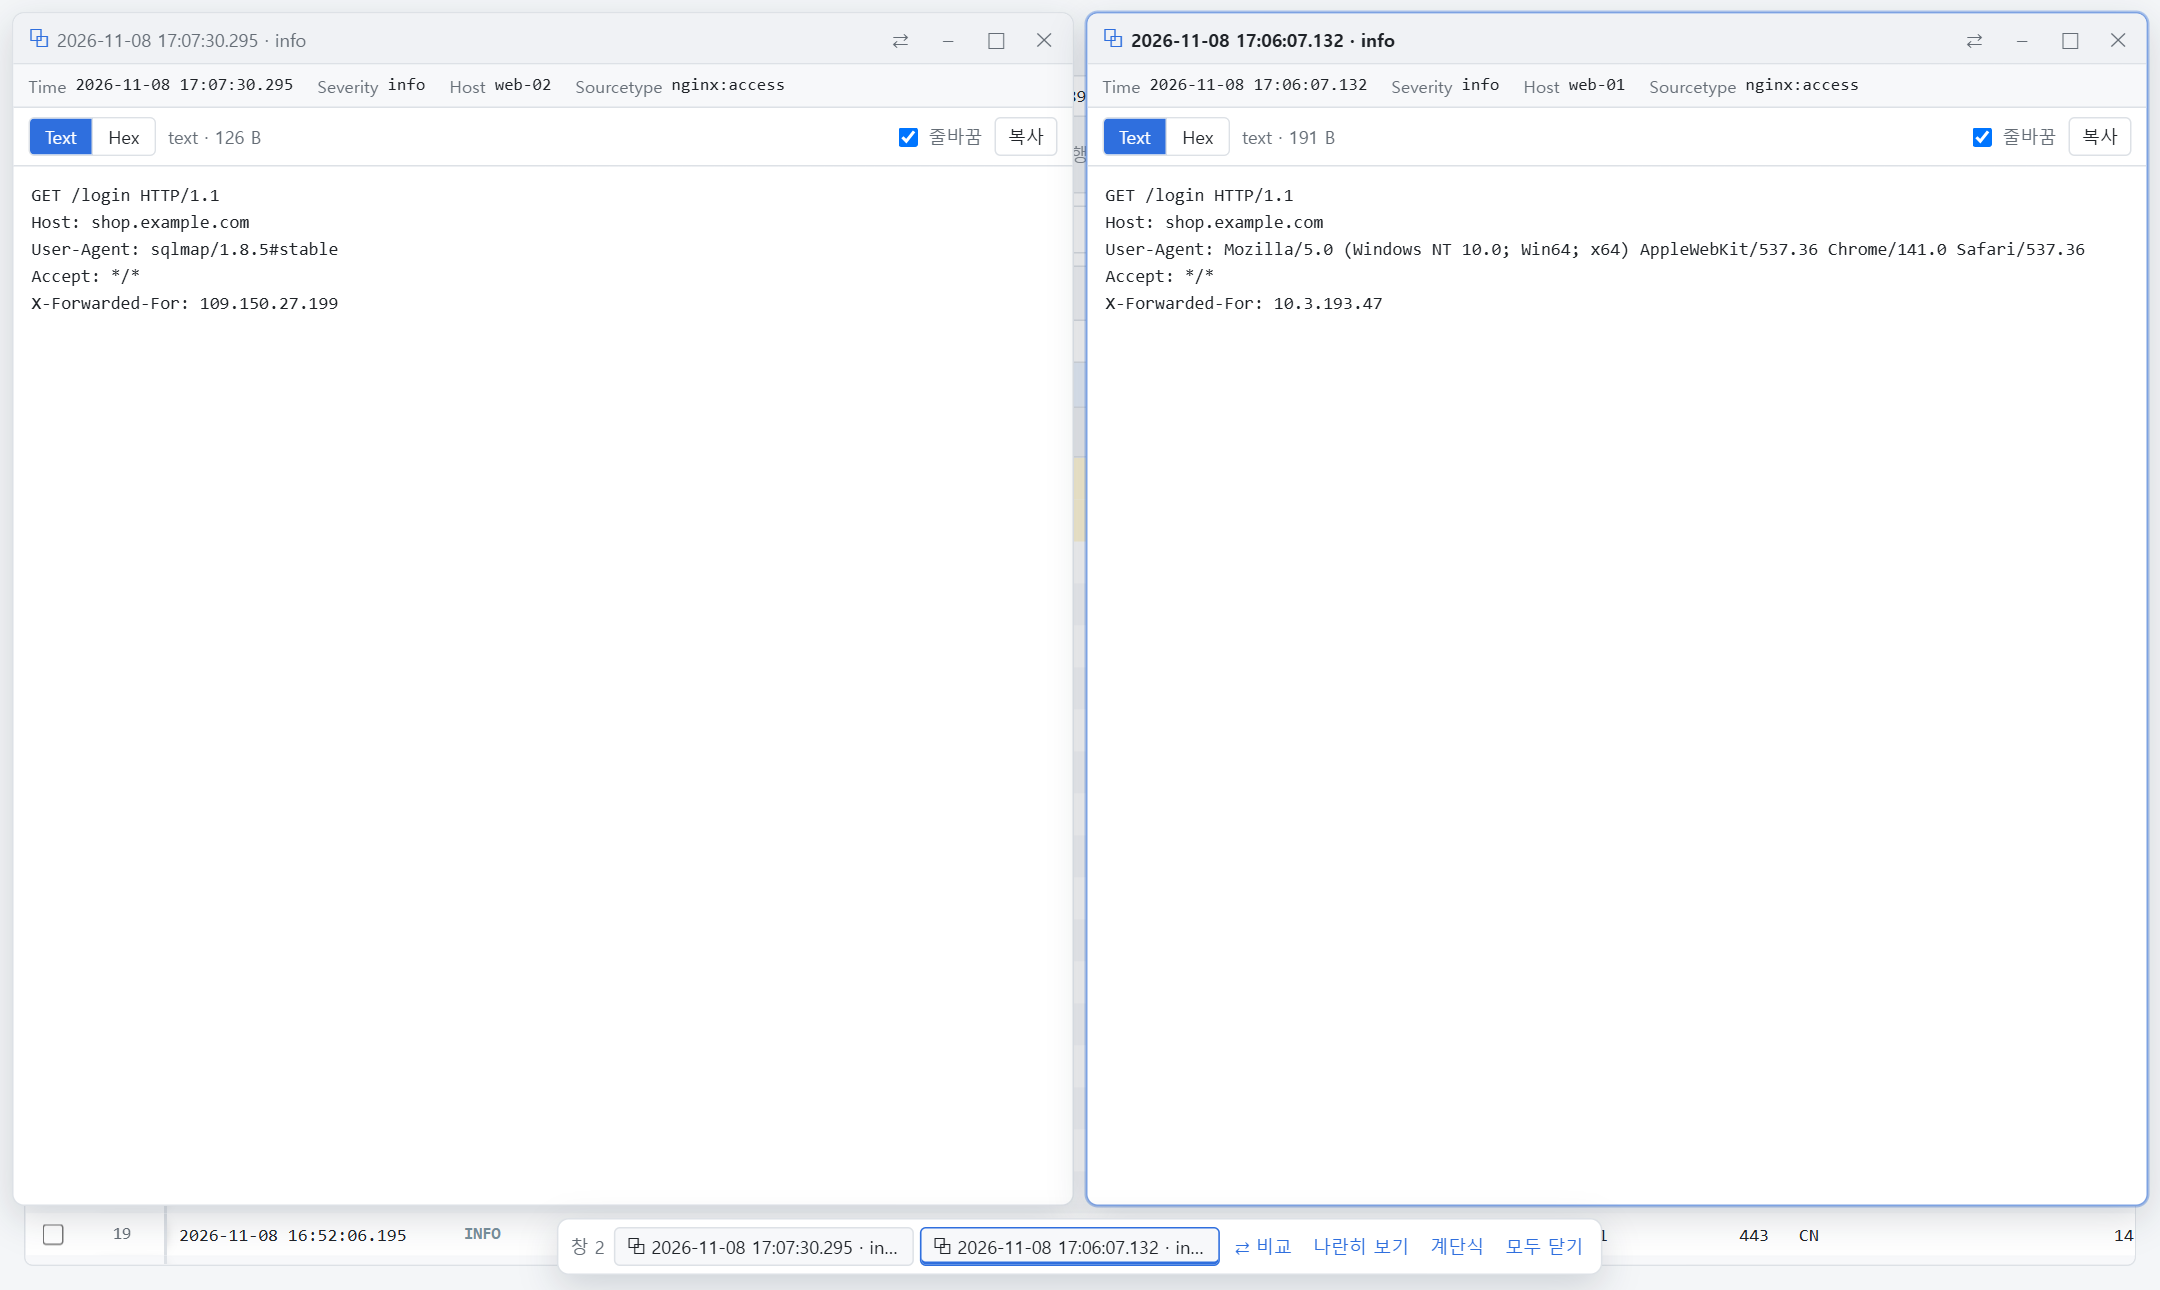 2026-11-08 17:07:30.295 · info
Time 2026-11-08 17:07:30.295 Severity info Host web-02 Sourcetype nginx:access
Text Hex text · 126 B 줄바꿈 복사
GET /login HTTP/1.1
Host: shop.example.com
User-Agent: sqlmap/1.8.5#stable
Accept: */*
X-Forwarded-For: 109.150.27.199
2026-11-08 17:06:07.132 · info
Time 2026-11-08 17:06:07.132 Severity info Host web-01 Sourcetype nginx:access
Text Hex text · 191 B 줄바꿈 복사
GET /login HTTP/1.1
Host: shop.example.com
User-Agent: Mozilla/5.0 (Windows NT 10.0; Win64; x64) AppleWebKit/537.36 Chrome/141.0 Safari/537.36
Accept: */*
X-Forwarded-For: 10.3.193.47
19 2026-11-08 16:52:06.195 INFO 443 CN 14
창 2 2026-11-08 17:07:30.295 · in... 2026-11-08 17:06:07.132 · in... ⇄ 비교 나란히 보기 계단식 모두 닫기